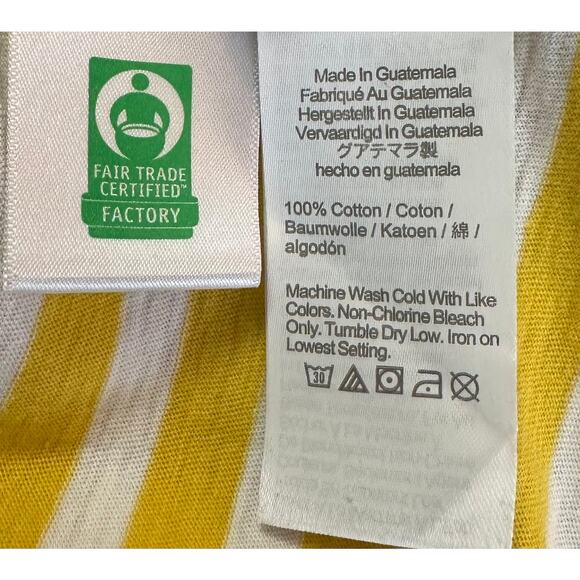 FAIR TRADE
CERTIFIED™
FACTORY
Made In Guatemala
Fabriqué Au Guatemala
Hergestellt In Guatemala
Vervaardigd In Guatemala
グアテマラ製
hecho en guatemala
100% Cotton / Coton /
Baumwolle / Katoen / 綿 /
algodón
Machine Wash Cold With Like
Colors. Non-Chlorine Bleach
Only. Tumble Dry Low. Iron on
Lowest Setting.
30